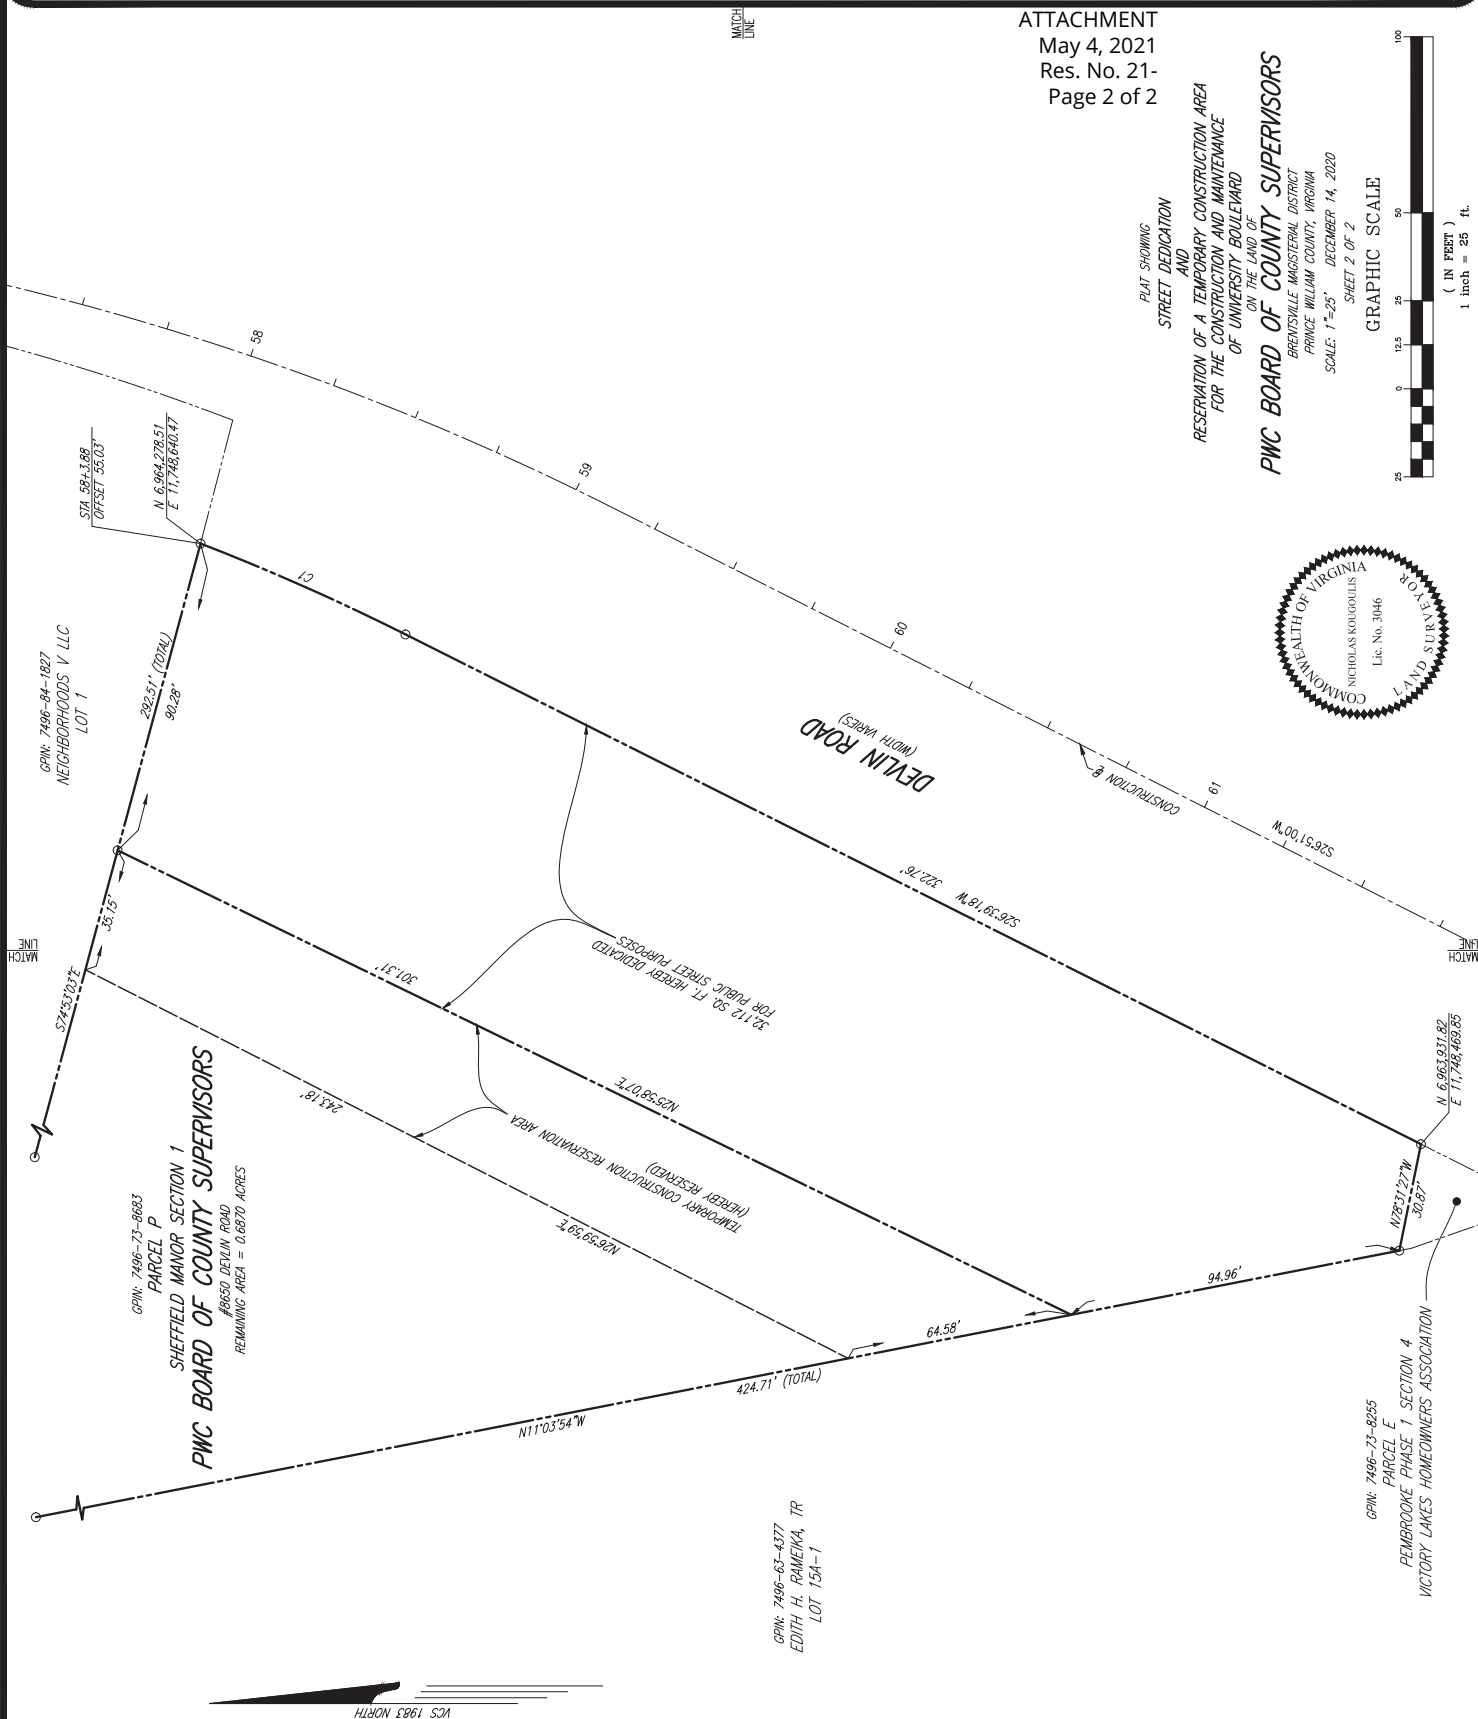 MATCH
LINE
ATTACHMENT
May 4, 2021
Res. No. 21-
Page 2 of 2
PLAT SHOWING
STREET DEDICATION
AND
RESERVATION OF A TEMPORARY CONSTRUCTION AREA
FOR THE CONSTRUCTION AND MAINTENANCE
OF UNIVERSITY BOULEVARD
ON THE LAND OF
PWC BOARD OF COUNTY SUPERVISORS
BRENTSVILLE MAGISTERIAL DISTRICT
PRINCE WILLIAM COUNTY, VIRGINIA
SCALE: 1"=25' DECEMBER 14, 2020
SHEET 2 OF 2
GRAPHIC SCALE
25 0 12.5 25 50 100
( IN FEET )
1 inch = 25 ft.
COMMONWEALTH OF VIRGINIA
NICHOLAS KOUGOULIS
Lic. No. 3046
LAND SURVEYOR
58
59
60
61
STA 58+3.88
OFFSET 55.03'
N 6,964,278.51
E 11,748,640.47
C1
GPIN: 7496-84-1827
NEIGHBORHOODS V LLC
LOT 1
292.51' (TOTAL)
90.28'
35.15'
S74°53'03"E
MATCH
LINE
DEVLIN ROAD
(WIDTH VARIES)
CONSTRUCTION ℄
S26°51'00"W
MATCH
LINE
S26°39'18"W 322.76'
32,112 SQ. FT. HEREBY DEDICATED
FOR PUBLIC STREET PURPOSES
301.31'
N25°58'07"E
TEMPORARY CONSTRUCTION RESERVATION AREA
(HEREBY RESERVED)
243.18'
N26°59'59"E
GPIN: 7496-73-8683
PARCEL P
SHEFFIELD MANOR SECTION 1
PWC BOARD OF COUNTY SUPERVISORS
#8650 DEVLIN ROAD
REMAINING AREA = 0.6870 ACRES
N 6,963,931.82
E 11,748,469.85
N78°31'27"W
30.87'
94.96'
64.58'
424.71' (TOTAL)
N11°03'54"W
GPIN: 7496-73-8255
PARCEL E
PEMBROOKE PHASE 1 SECTION 4
VICTORY LAKES HOMEOWNERS ASSOCIATION
GPIN: 7496-63-4377
EDITH H. RAMEIKA, TR
LOT 15A-1
VCS 1983 NORTH